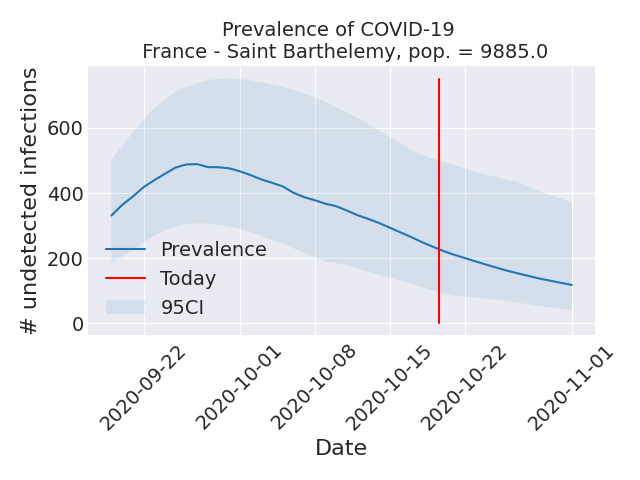 Prevalence of COVID-19
France - Saint Barthelemy, pop. = 9885.0
# undetected infections
600
400
200
0
Prevalence
Today
95CI
2020-09-22
2020-10-01
2020-10-08
2020-10-15
2020-10-22
2020-11-01
Date